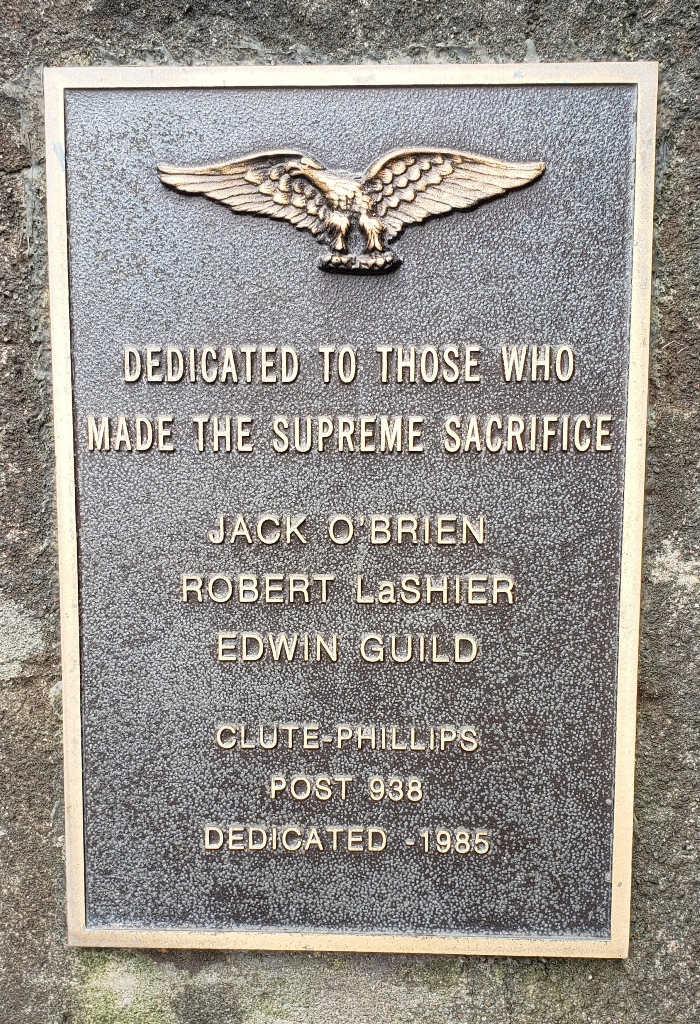 DEDICATED TO THOSE WHO
MADE THE SUPREME SACRIFICE
JACK O'BRIEN
ROBERT LaSHIER
EDWIN GUILD
CLUTE-PHILLIPS
POST 938
DEDICATED -1985